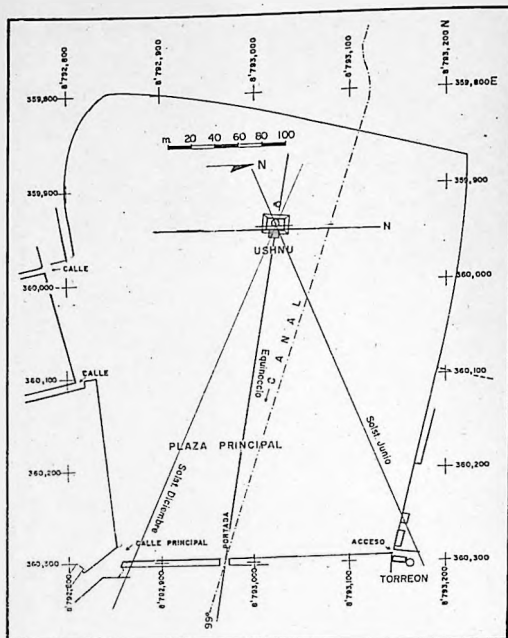 8'792,800
8'792,900
8'793,000
8'793,100
8'793,200 N
359,800
359,800 E
m. 20 40 60 80 100
N
359,900
359,900
A
N
USHNU
CALLE
360,000
360,000
CANAL
Equinoccio
CALLE
360,100
360,100
Solst. Junio
PLAZA PRINCIPAL
Solst. Diciembre
360,200
360,200
PORTADA
CALLE PRINCIPAL
ACCESO
360,300
360,300
TORREON
8'792,800
8'792,900
8'793,000
8'793,100
8'793,200
99°